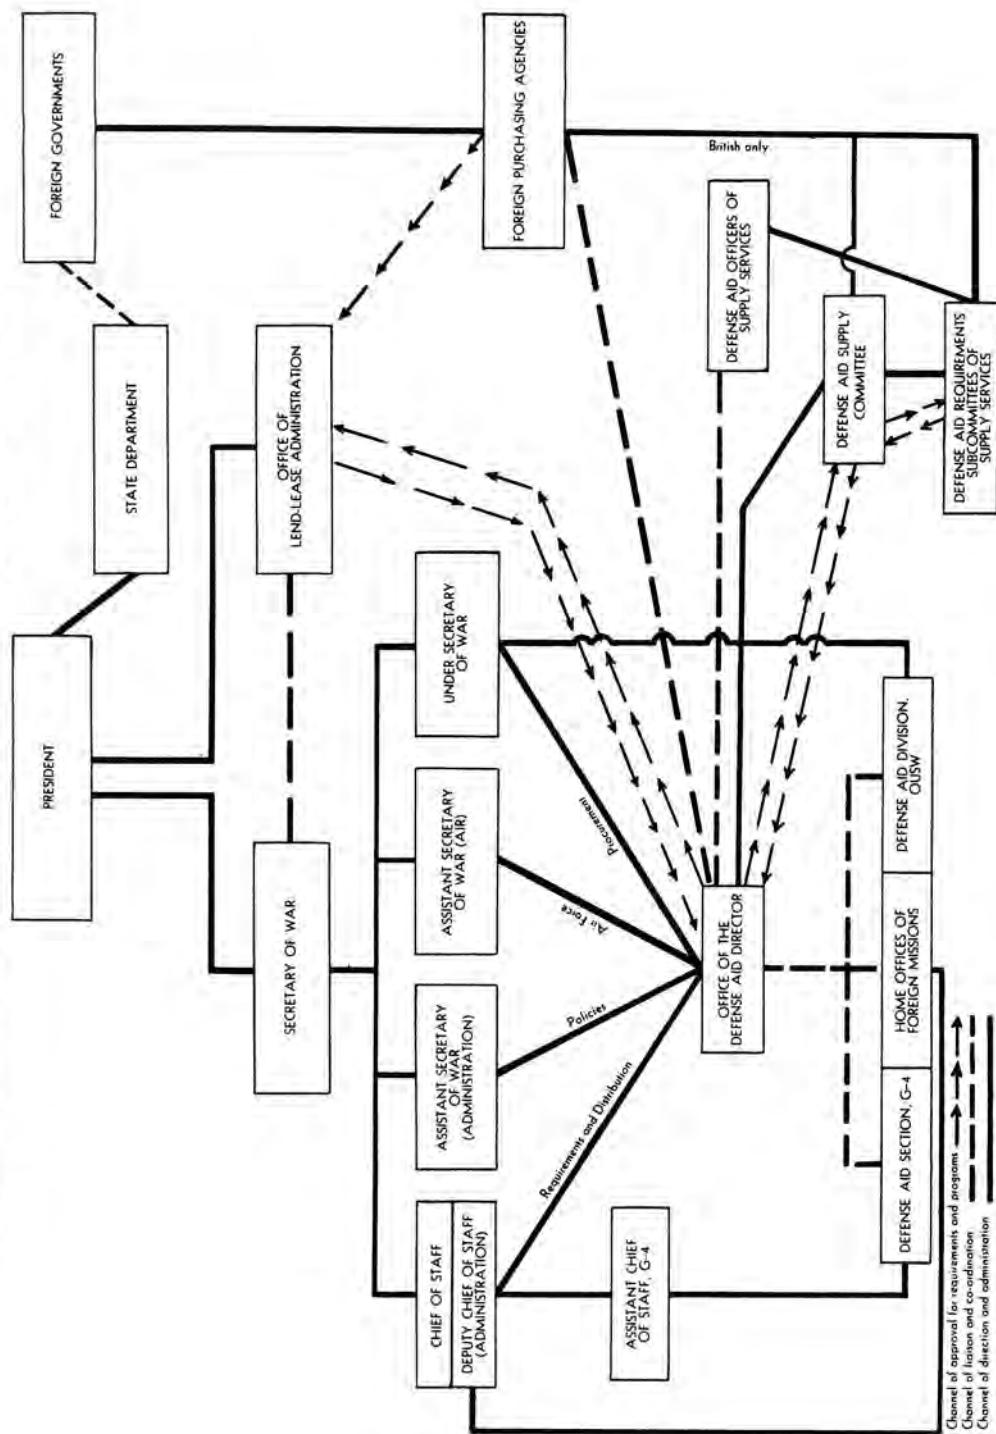 PRESIDENT
FOREIGN GOVERNMENTS
STATE DEPARTMENT
SECRETARY OF WAR
OFFICE OF
LEND-LEASE ADMINISTRATION
CHIEF OF STAFF
DEPUTY CHIEF OF STAFF
(ADMINISTRATION)
ASSISTANT SECRETARY
OF WAR
(ADMINISTRATION)
ASSISTANT SECRETARY
OF WAR (AIR)
UNDER SECRETARY
OF WAR
FOREIGN PURCHASING AGENCIES
Requirements and Distribution
Policies
Air Force
Procurement
British only
ASSISTANT CHIEF
OF STAFF, G-4
OFFICE OF THE
DEFENSE AID DIRECTOR
DEFENSE AID OFFICERS OF
SUPPLY SERVICES
DEFENSE AID SUPPLY
COMMITTEE
DEFENSE AID SECTION, G-4
HOME OFFICES OF
FOREIGN MISSIONS
DEFENSE AID DIVISION,
OUSW
DEFENSE AID REQUIREMENTS
SUBCOMMITTEES OF
SUPPLY SERVICES
Channel of approval for requirements and programs
Channel of liaison and co-ordination
Channel of direction and administration